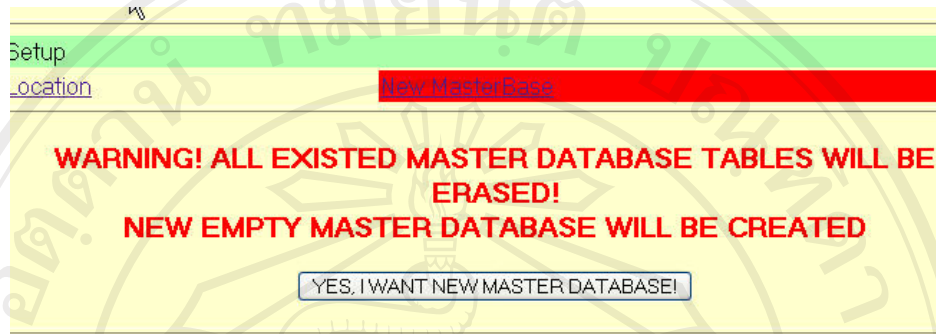 Setup
Location New MasterBase
WARNING! ALL EXISTED MASTER DATABASE TABLES WILL BE
ERASED!
NEW EMPTY MASTER DATABASE WILL BE CREATED
YES, I WANT NEW MASTER DATABASE!